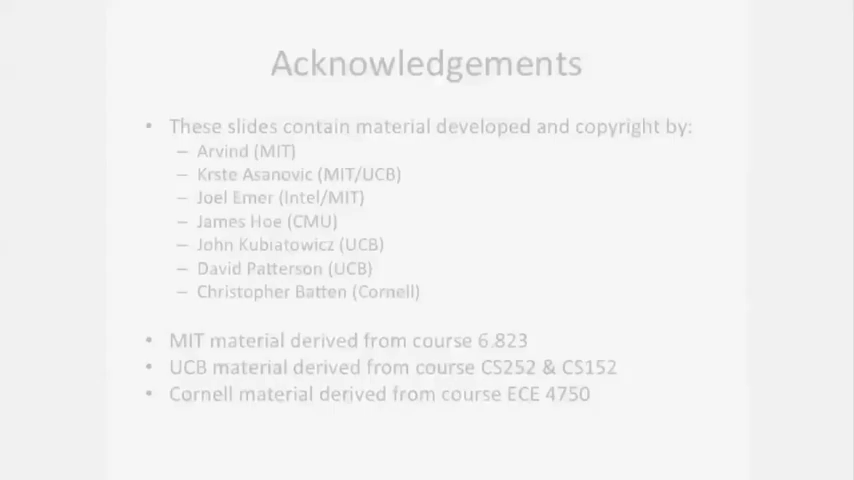 Acknowledgements
• These slides contain material developed and copyright by:
– Arvind (MIT)
– Krste Asanovic (MIT/UCB)
– Joel Emer (Intel/MIT)
– James Hoe (CMU)
– John Kubiatowicz (UCB)
– David Patterson (UCB)
– Christopher Batten (Cornell)
• MIT material derived from course 6.823
• UCB material derived from course CS252 & CS152
• Cornell material derived from course ECE 4750